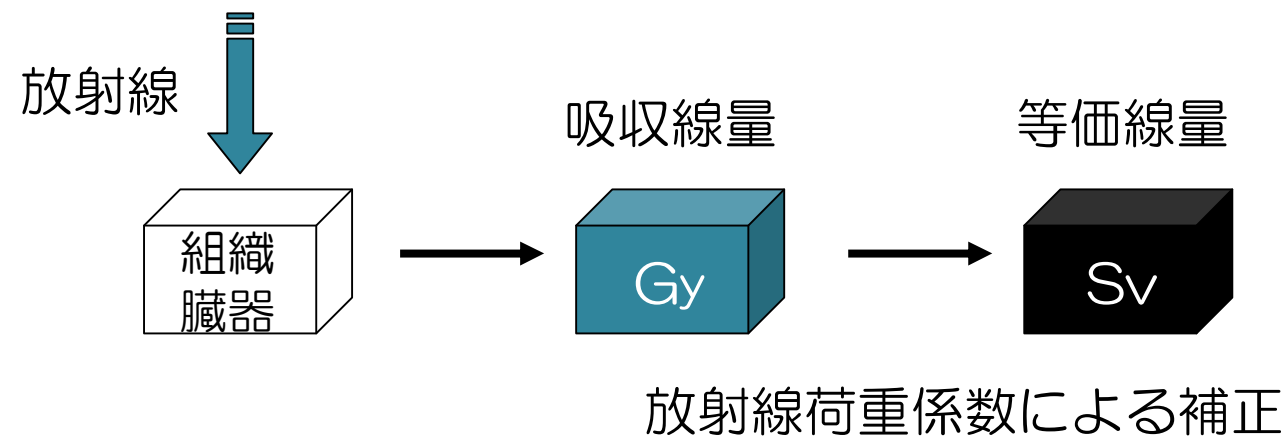 放射線
吸収線量
等価線量
組織
臓器
Gy
Sv
放射線荷重係数による補正